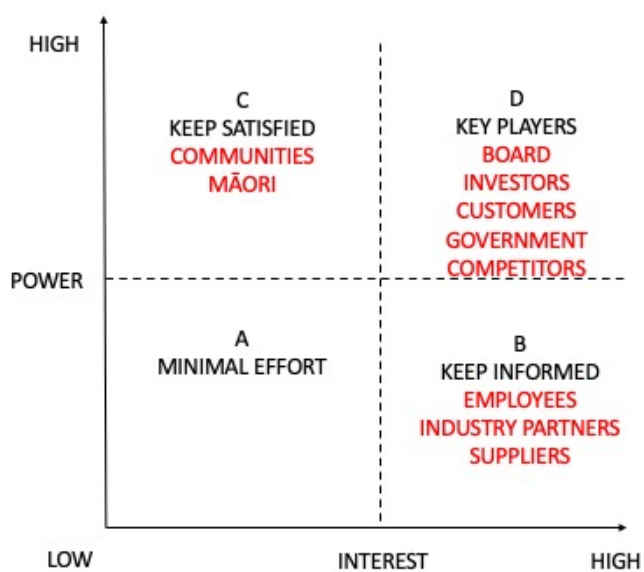 HIGH
C
KEEP SATISFIED
COMMUNITIES
MĀORI
D
KEY PLAYERS
BOARD
INVESTORS
CUSTOMERS
GOVERNMENT
COMPETITORS
POWER
A
MINIMAL EFFORT
B
KEEP INFORMED
EMPLOYEES
INDUSTRY PARTNERS
SUPPLIERS
LOW
INTEREST
HIGH